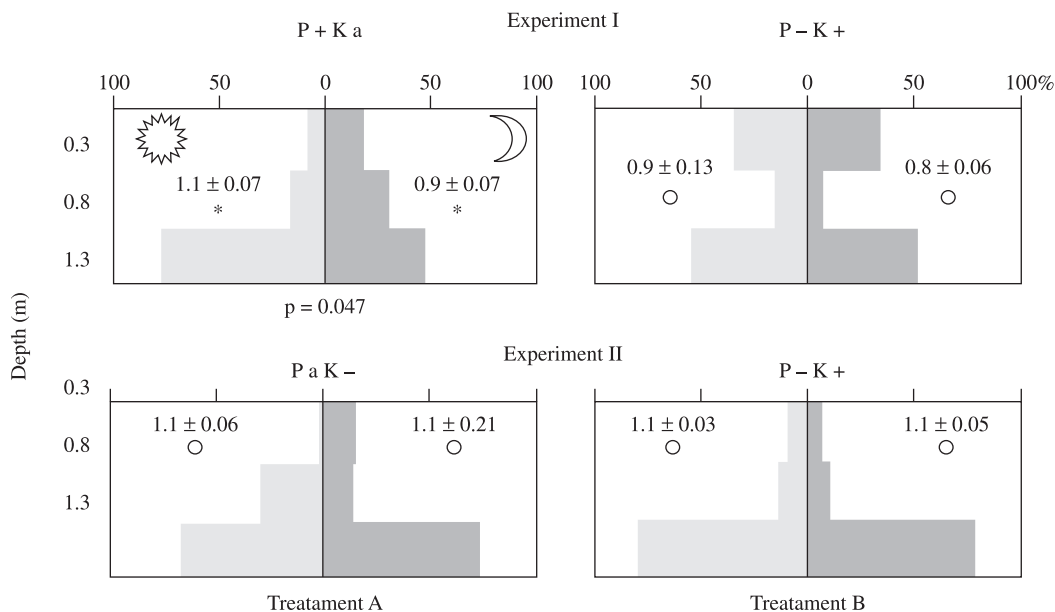 Experiment I
P + K a
P – K +
100 50 0 50 100
100 50 0 50 100%
0.3
0.8
1.3
1.1 ± 0.07
*
0.9 ± 0.07
*
0.9 ± 0.13
0.8 ± 0.06
p = 0.047
Depth (m)
Experiment II
P a K –
P – K +
0.3
0.8
1.3
1.1 ± 0.06
1.1 ± 0.21
1.1 ± 0.03
1.1 ± 0.05
Treatament A
Treatament B